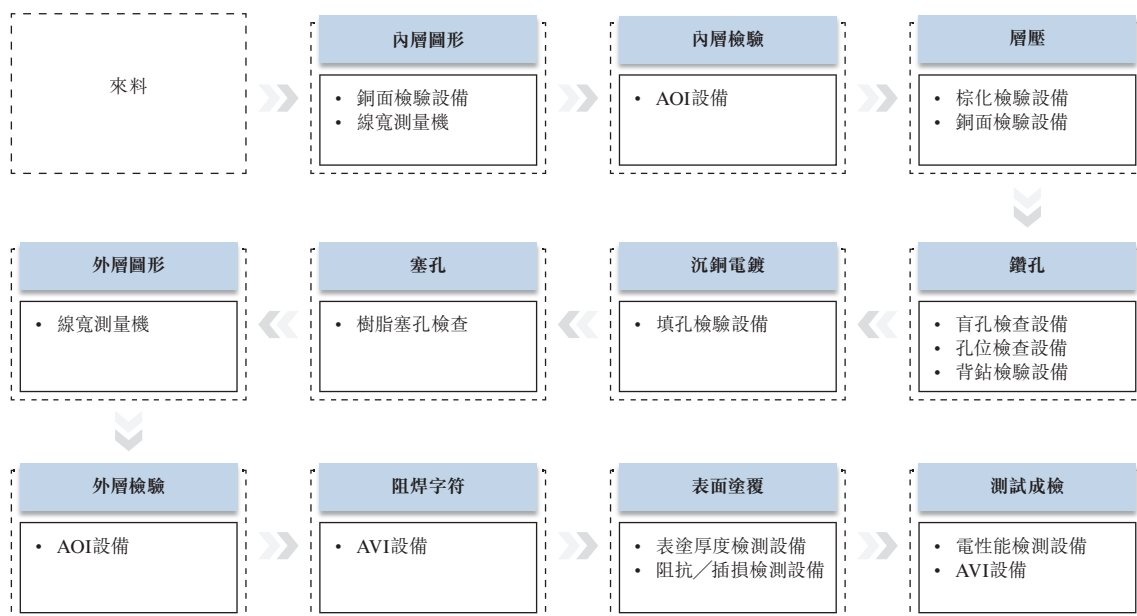 來料
內層圖形
• 銅面檢驗設備
• 線寬測量機
內層檢驗
• AOI設備
層壓
• 棕化檢驗設備
• 銅面檢驗設備
鑽孔
• 盲孔檢查設備
• 孔位檢查設備
• 背鉆檢驗設備
沉銅電鍍
• 填孔檢驗設備
塞孔
• 樹脂塞孔檢查
外層圖形
• 線寬測量機
外層檢驗
• AOI設備
阻焊字符
• AVI設備
表面塗覆
• 表塗厚度檢測設備
• 阻抗／插損檢測設備
測試成檢
• 電性能檢測設備
• AVI設備